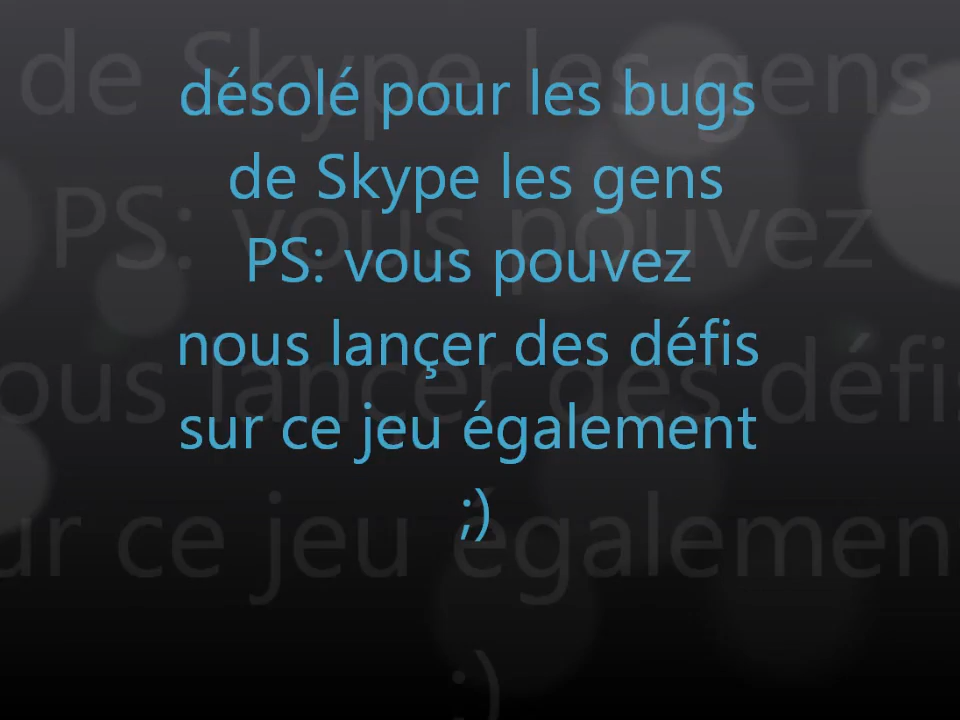 désolé pour les bugs
de Skype les gens
PS: vous pouvez
nous lançer des défis
sur ce jeu également
;)